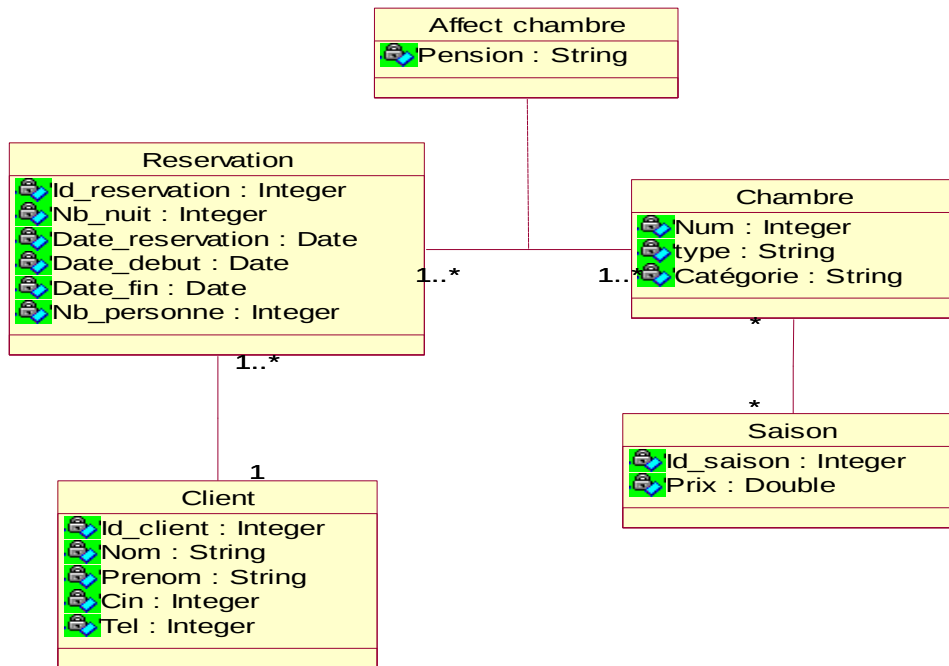 Affect chambre
Pension : String
Reservation
Id_reservation : Integer
Nb_nuit : Integer
Date_reservation : Date
Date_debut : Date
Date_fin : Date
Nb_personne : Integer
Chambre
Num : Integer
type : String
Catégorie : String
1..*
1..*
1..*
1
*
*
Saison
Id_saison : Integer
Prix : Double
Client
Id_client : Integer
Nom : String
Prenom : String
Cin : Integer
Tel : Integer